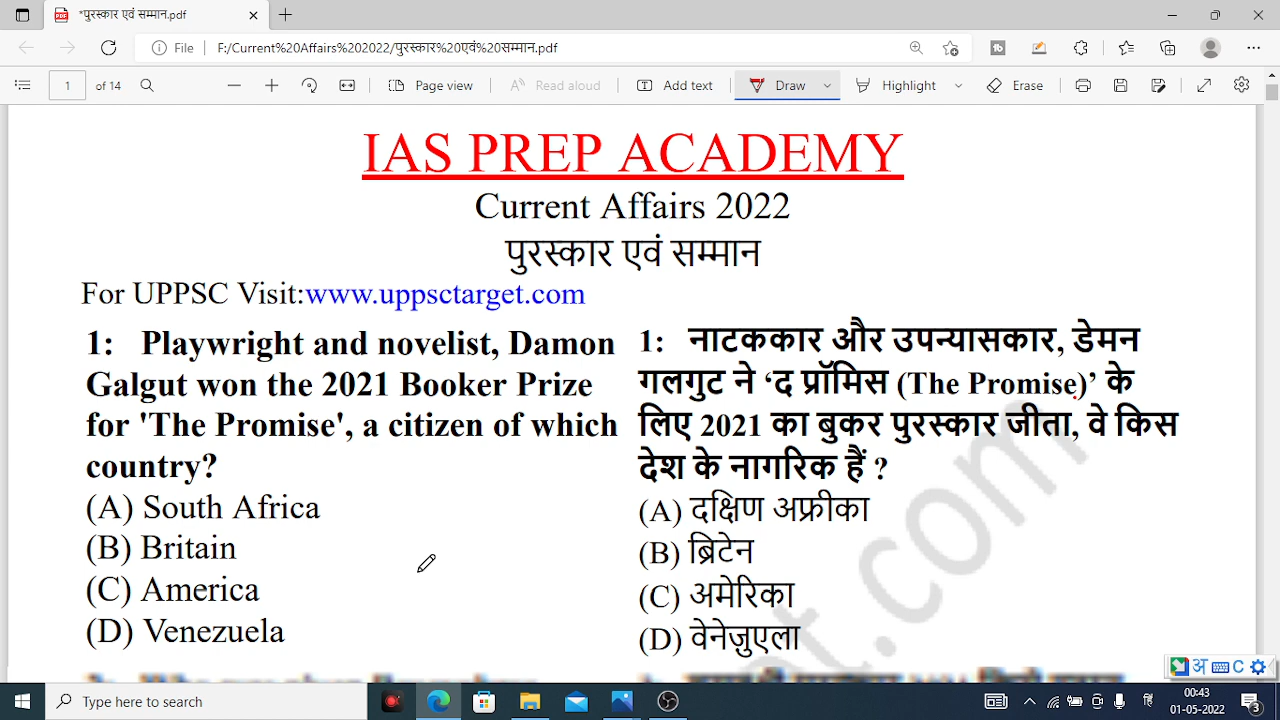 *पुरस्कार एवं सम्मान.pdf
File F:/Current%20Affairs%202022/पुरस्कार%20एवं%20सम्मान.pdf
1 of 14 Page view Read aloud Add text Draw Highlight Erase
IAS PREP ACADEMY
Current Affairs 2022
पुरस्कार एवं सम्मान
For UPPSC Visit:www.uppsctarget.com
1: Playwright and novelist, Damon
Galgut won the 2021 Booker Prize
for 'The Promise', a citizen of which
country?
(A) South Africa
(B) Britain
(C) America
(D) Venezuela
1: नाटककार और उपन्यासकार, डेमन
गलगुट ने ‘द प्रॉमिस (The Promise)’ के
लिए 2021 का बुकर पुरस्कार जीता, वे किस
देश के नागरिक हैं ?
(A) दक्षिण अफ्रीका
(B) ब्रिटेन
(C) अमेरिका
(D) वेनेज़ुएला
et.com
अ C
Type here to search
00:43
01-05-2022
3